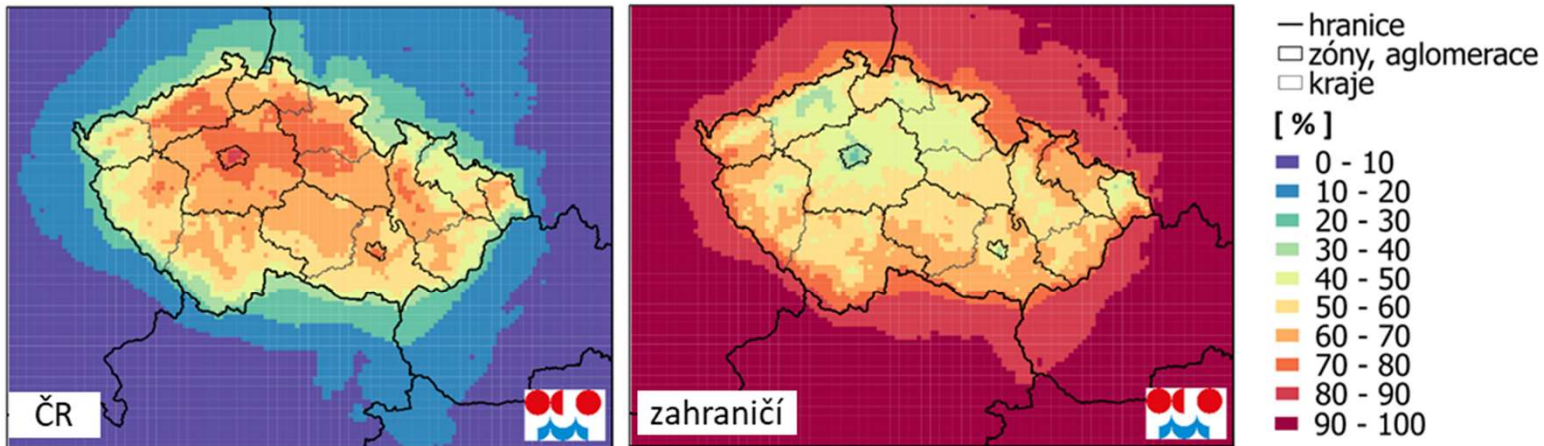 ČR
zahraničí
hranice
zóny, aglomerace
kraje
[ % ]
0 - 10
10 - 20
20 - 30
30 - 40
40 - 50
50 - 60
60 - 70
70 - 80
80 - 90
90 - 100